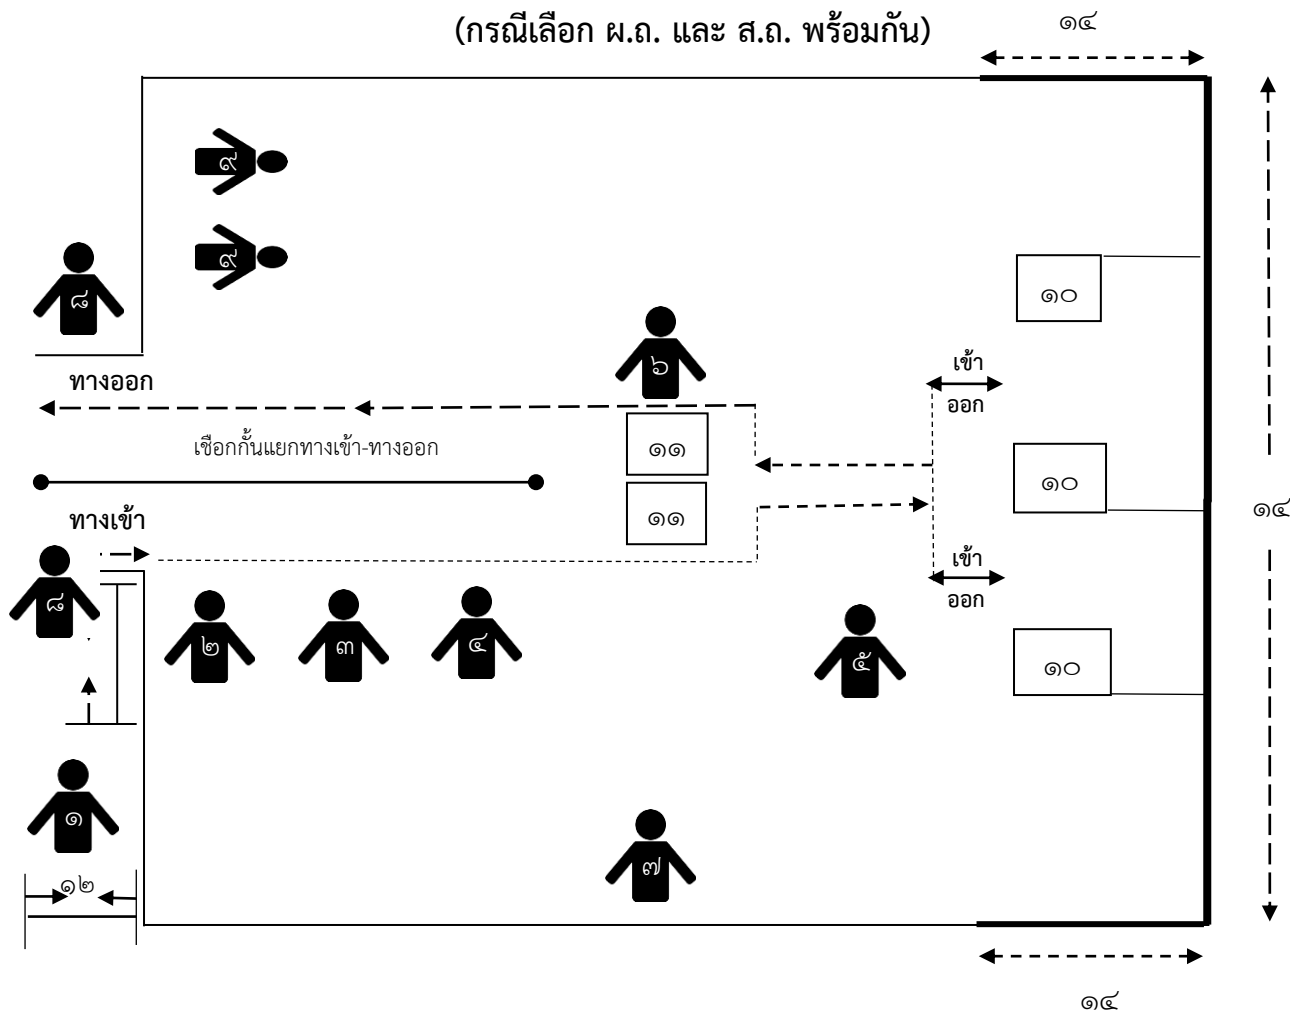 (กรณีเลือก ผ.ถ. และ ส.ถ. พร้อมกัน)
๑๔
๙
๙
๘
๑๐
๖
เข้า
ออก
ทางออก
เชือกกั้นแยกทางเข้า-ทางออก
๑๑
๑๐
๑๑
๑๔
ทางเข้า
เข้า
ออก
๘
๒
๓
๔
๕
๑๐
๑
๗
๑๒
๑๔